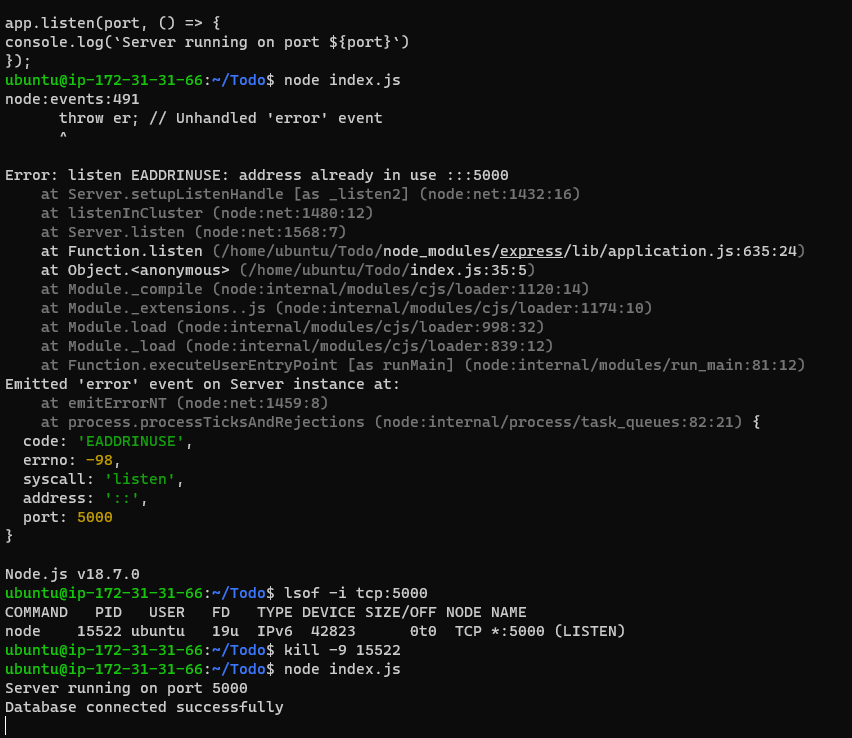 app.listen(port, () => {
console.log(`Server running on port ${port}`)
});
ubuntu@ip-172-31-31-66:~/Todo$ node index.js
node:events:491
      throw er; // Unhandled 'error' event
      ^

Error: listen EADDRINUSE: address already in use :::5000
    at Server.setupListenHandle [as _listen2] (node:net:1432:16)
    at listenInCluster (node:net:1480:12)
    at Server.listen (node:net:1568:7)
    at Function.listen (/home/ubuntu/Todo/node_modules/express/lib/application.js:635:24)
    at Object.<anonymous> (/home/ubuntu/Todo/index.js:35:5)
    at Module._compile (node:internal/modules/cjs/loader:1120:14)
    at Module._extensions..js (node:internal/modules/cjs/loader:1174:10)
    at Module.load (node:internal/modules/cjs/loader:998:32)
    at Module._load (node:internal/modules/cjs/loader:839:12)
    at Function.executeUserEntryPoint [as runMain] (node:internal/modules/run_main:81:12)
Emitted 'error' event on Server instance at:
    at emitErrorNT (node:net:1459:8)
    at process.processTicksAndRejections (node:internal/process/task_queues:82:21) {
  code: 'EADDRINUSE',
  errno: -98,
  syscall: 'listen',
  address: '::',
  port: 5000
}

Node.js v18.7.0
ubuntu@ip-172-31-31-66:~/Todo$ lsof -i tcp:5000
COMMAND   PID   USER   FD   TYPE DEVICE SIZE/OFF NODE NAME
node    15522 ubuntu   19u  IPv6  42823      0t0  TCP *:5000 (LISTEN)
ubuntu@ip-172-31-31-66:~/Todo$ kill -9 15522
ubuntu@ip-172-31-31-66:~/Todo$ node index.js
Server running on port 5000
Database connected successfully